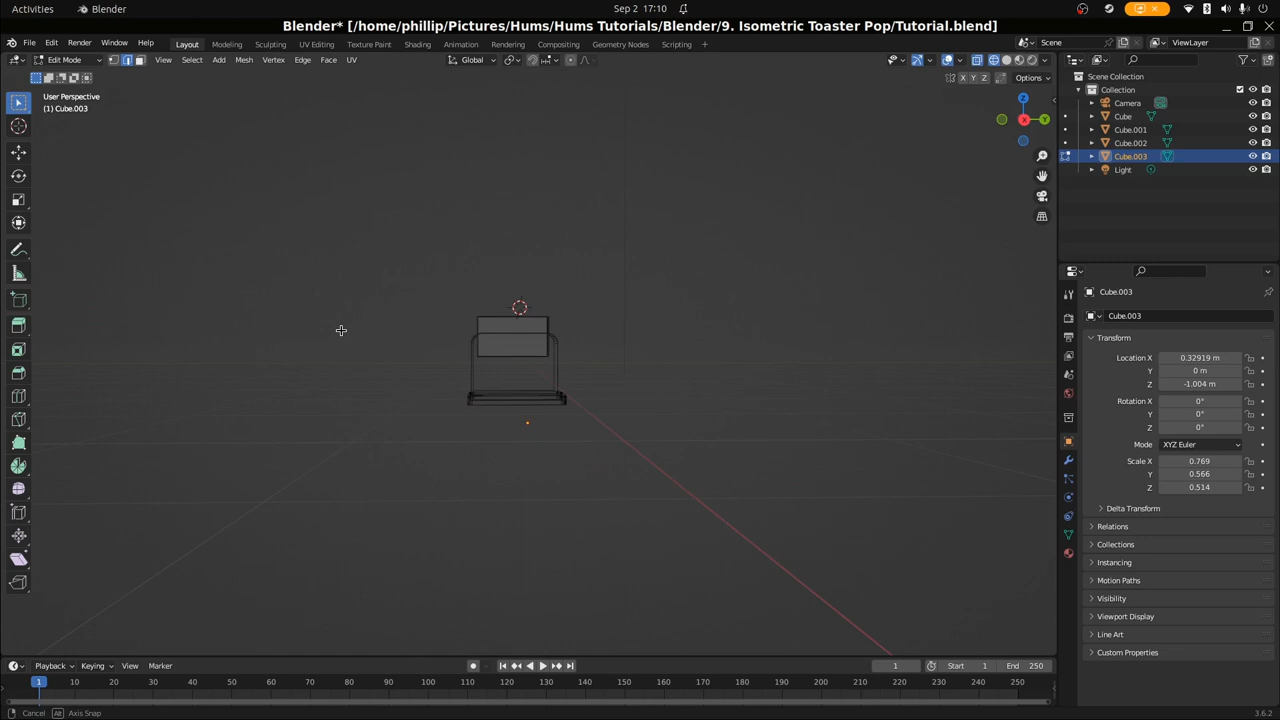 Activities Blender Sep 2 17:10
Blender* [/home/phillip/Pictures/Hums/Hums Tutorials/Blender/9. Isometric Toaster Pop/Tutorial.blend]
File Edit Render Window Help Layout Modeling Sculpting UV Editing Texture Paint Shading Animation Rendering Compositing Geometry Nodes Scripting + Scene ViewLayer
Edit Mode View Select Add Mesh Vertex Edge Face UV Global
X Y Z Options
User Perspective
(1) Cube.003
Z
X Y
Scene Collection
Collection
Camera
Cube
Cube.001
Cube.002
Cube.003
Light
Cube.003
Cube.003
Transform
Location X 0.32919 m
Y 0 m
Z -1.004 m
Rotation X 0°
Y 0°
Z 0°
Mode XYZ Euler
Scale X 0.769
Y 0.566
Z 0.514
Delta Transform
Relations
Collections
Instancing
Motion Paths
Visibility
Viewport Display
Line Art
Custom Properties
Playback Keying View Marker 1 Start 1 End 250
1 10 20 30 40 50 60 70 80 90 100 110 120 130 140 150 160 170 180 190 200 210 220 230 240 250
Cancel Alt Axis Snap 3.6.2